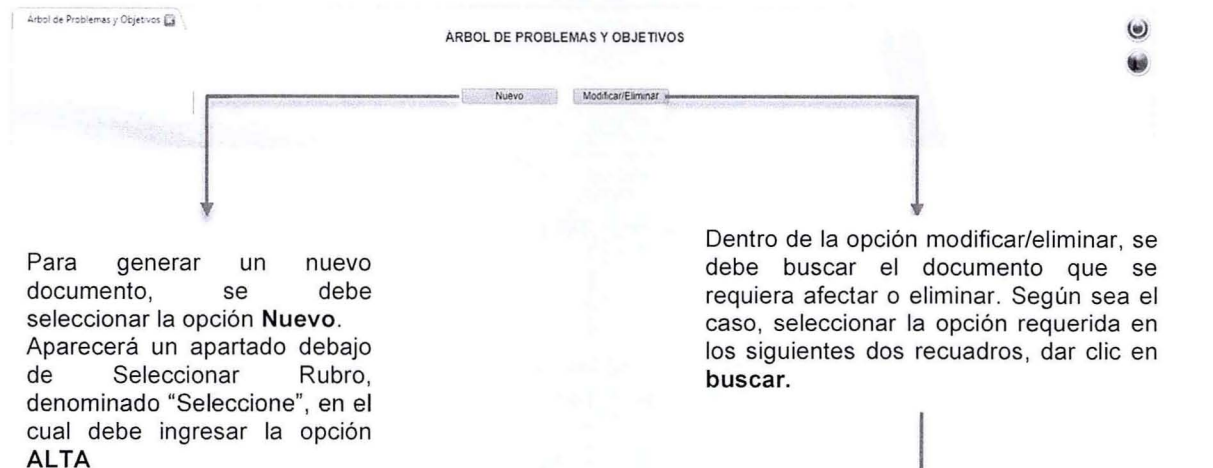 Árbol de Problemas y Objetivos
ÁRBOL DE PROBLEMAS Y OBJETIVOS
Nuevo
Modificar/Eliminar
Para generar un nuevo
documento, se debe
seleccionar la opción Nuevo.
Aparecerá un apartado debajo
de Seleccionar Rubro,
denominado “Seleccione”, en el
cual debe ingresar la opción
ALTA
Dentro de la opción modificar/eliminar, se
debe buscar el documento que se
requiera afectar o eliminar. Según sea el
caso, seleccionar la opción requerida en
los siguientes dos recuadros, dar clic en
buscar.